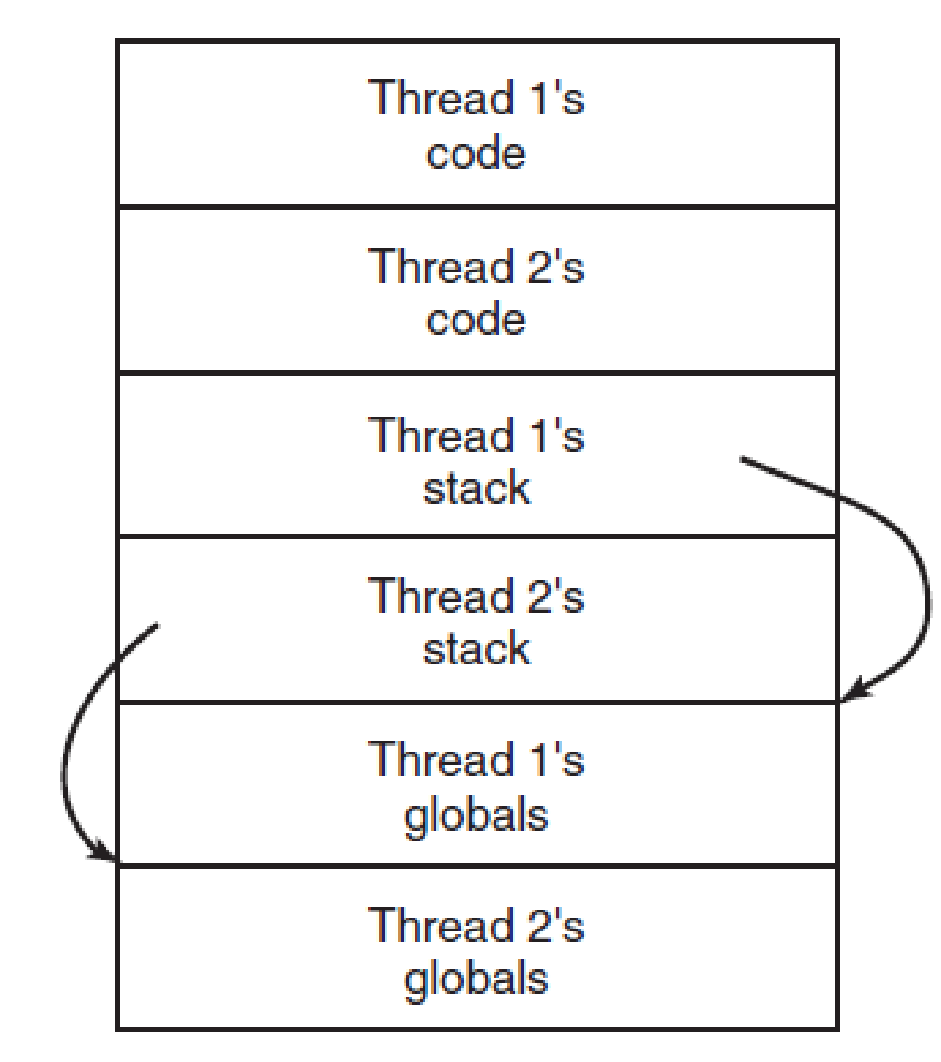 Thread 1's
code
Thread 2's
code
Thread 1's
stack
Thread 2's
stack
Thread 1's
globals
Thread 2's
globals